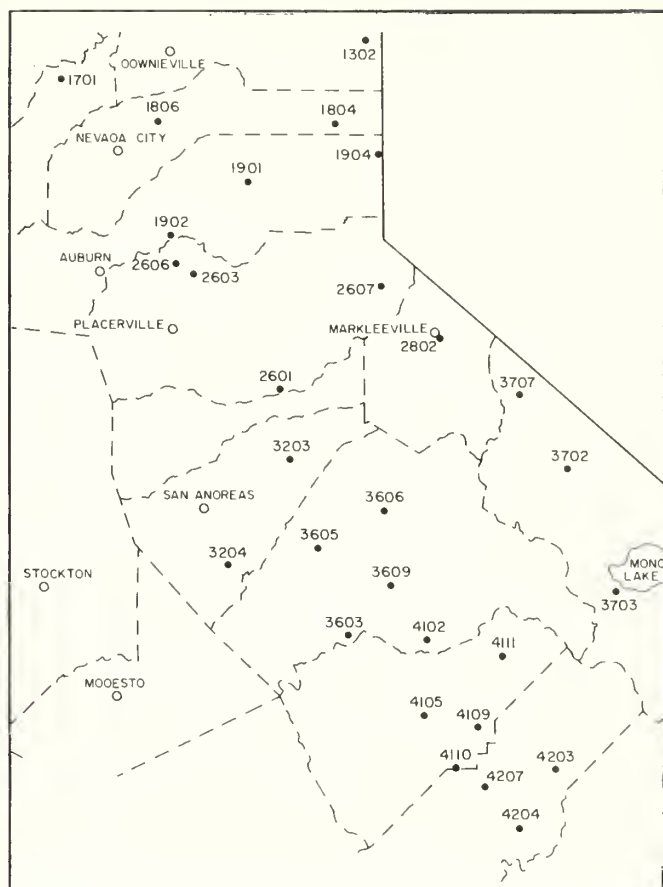 1302
DOWNIEVILLE
1701
1806
1804
NEVADA CITY
1904
1901
1902
AUBURN
2606
2603
2607
PLACERVILLE
MARKLEEVILLE
2802
2601
3707
3203
3702
SAN ANDREAS
3606
3605
3204
3609
MONO
LAKE
STOCKTON
3703
3603
4102
4111
MODESTO
4105
4109
4110
4203
4207
4204